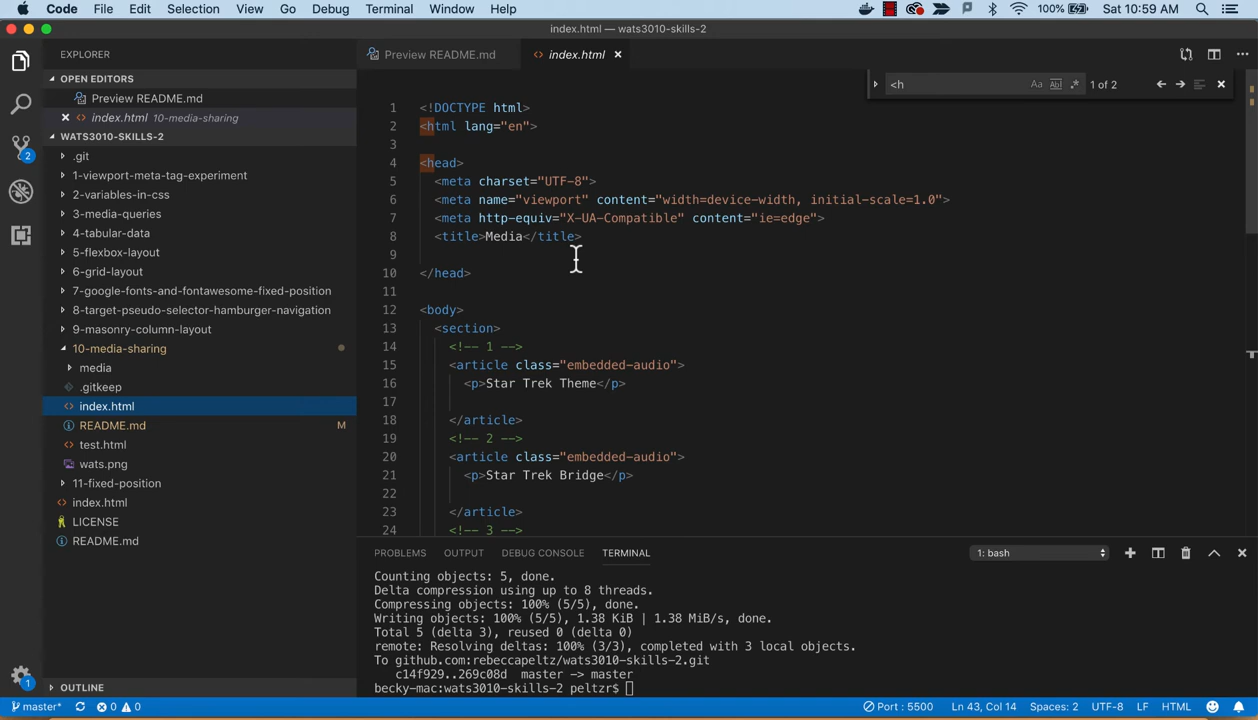 Code File Edit Selection View Go Debug Terminal Window Help 100% Sat 10:59 AM
index.html — wats3010-skills-2
EXPLORER
OPEN EDITORS
Preview README.md
index.html 10-media-sharing
WATS3010-SKILLS-2
.git
1-viewport-meta-tag-experiment
2-variables-in-css
3-media-queries
4-tabular-data
5-flexbox-layout
6-grid-layout
7-google-fonts-and-fontawesome-fixed-position
8-target-pseudo-selector-hamburger-navigation
9-masonry-column-layout
10-media-sharing
media
.gitkeep
index.html
README.md M
test.html
wats.png
11-fixed-position
index.html
LICENSE
README.md
OUTLINE
2
1
Preview README.md index.html
<h Aa Abl .* 1 of 2
1 <!DOCTYPE html>
2 <html lang="en">
3
4 <head>
5 <meta charset="UTF-8">
6 <meta name="viewport" content="width=device-width, initial-scale=1.0">
7 <meta http-equiv="X-UA-Compatible" content="ie=edge">
8 <title>Media</title>
9
10 </head>
11
12 <body>
13 <section>
14 <!-- 1 -->
15 <article class="embedded-audio">
16 <p>Star Trek Theme</p>
17
18 </article>
19 <!-- 2 -->
20 <article class="embedded-audio">
21 <p>Star Trek Bridge</p>
22
23 </article>
24 <!-- 3 -->
PROBLEMS OUTPUT DEBUG CONSOLE TERMINAL 1: bash
Counting objects: 5, done.
Delta compression using up to 8 threads.
Compressing objects: 100% (5/5), done.
Writing objects: 100% (5/5), 1.38 KiB | 1.38 MiB/s, done.
Total 5 (delta 3), reused 0 (delta 0)
remote: Resolving deltas: 100% (3/3), completed with 3 local objects.
To github.com:rebeccapeltz/wats3010-skills-2.git
c14f929..269c08d master -> master
becky-mac:wats3010-skills-2 peltzr$
master* 0 0 Port : 5500 Ln 43, Col 14 Spaces: 2 UTF-8 LF HTML